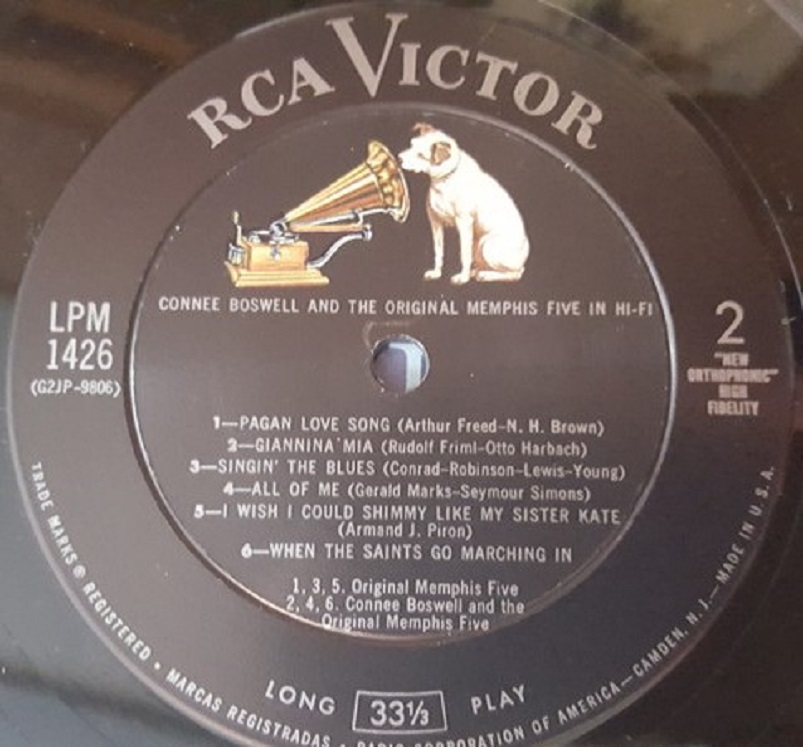 RCA VICTOR
CONNEE BOSWELL AND THE ORIGINAL MEMPHIS FIVE IN HI-FI
LPM
1426
(G2JP-9806)
2
"NEW
ORTHOPHONIC"
HIGH
FIDELITY
1—PAGAN LOVE SONG (Arthur Freed-N. H. Brown)
2—GIANNINA MIA (Rudolf Friml-Otto Harbach)
3—SINGIN' THE BLUES (Conrad-Robinson-Lewis-Young)
4—ALL OF ME (Gerald Marks-Seymour Simons)
5—I WISH I COULD SHIMMY LIKE MY SISTER KATE
(Armand J. Piron)
6—WHEN THE SAINTS GO MARCHING IN
1, 3, 5. Original Memphis Five
2, 4, 6. Connee Boswell and the
Original Memphis Five
LONG 33⅓ PLAY
TRADE MARKS ® REGISTERED • MARCAS REGISTRADAS • RADIO CORPORATION OF AMERICA—CAMDEN, N. J.—MADE IN U.S.A.